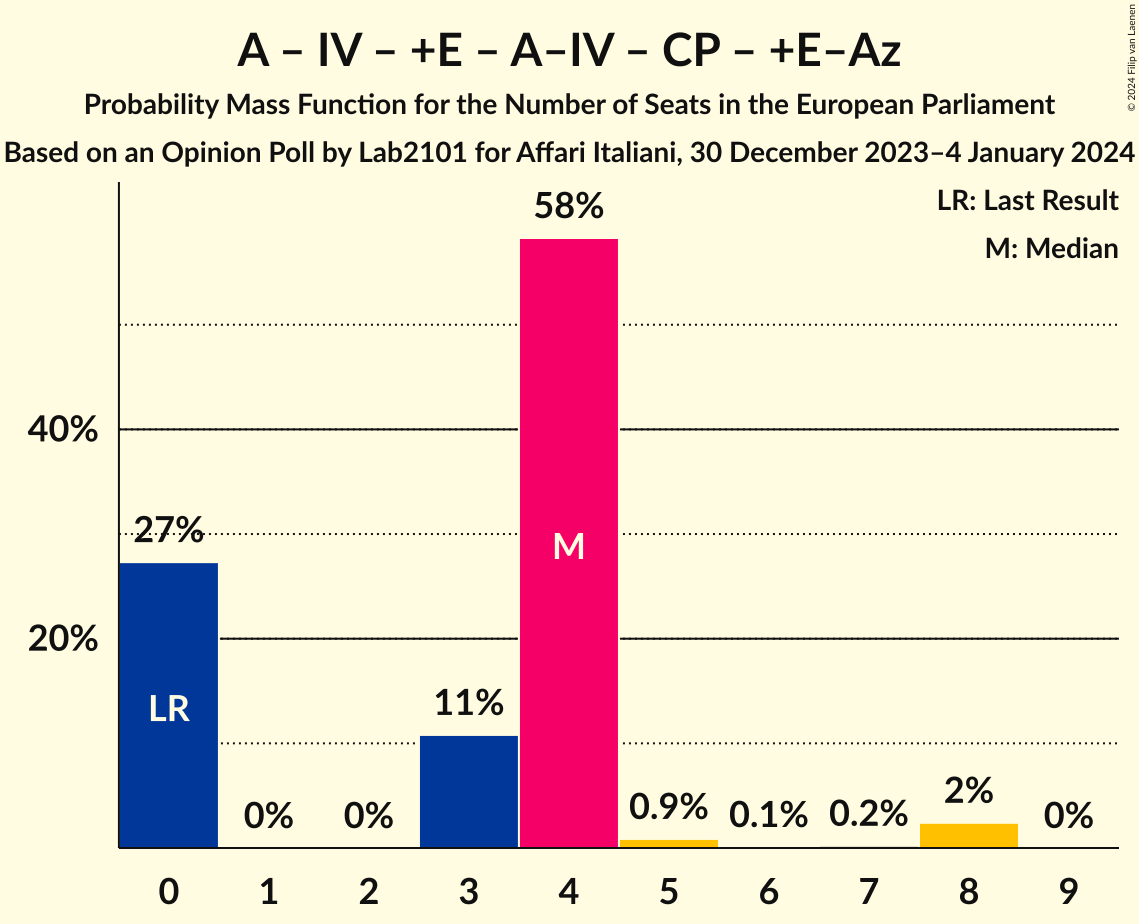 A – IV – +E – A–IV – CP – +E–Az
Probability Mass Function for the Number of Seats in the European Parliament
Based on an Opinion Poll by Lab2101 for Affari Italiani, 30 December 2023–4 January 2024
© 2024 Filip van Laenen
LR: Last Result
M: Median
58%
40%
27%
M
20%
LR
11%
0%
0%
0.9%
0.1%
0.2%
2%
0%
0 1 2 3 4 5 6 7 8 9